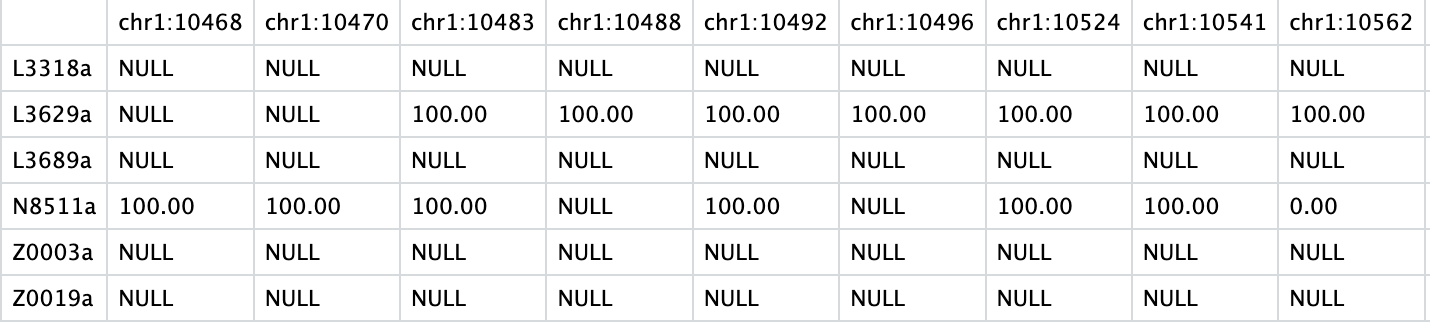 chr1:10468 chr1:10470 chr1:10483 chr1:10488 chr1:10492 chr1:10496 chr1:10524 chr1:10541 chr1:10562
L3318a NULL NULL NULL NULL NULL NULL NULL NULL NULL
L3629a NULL NULL 100.00 100.00 100.00 100.00 100.00 100.00 100.00
L3689a NULL NULL NULL NULL NULL NULL NULL NULL NULL
N8511a 100.00 100.00 100.00 NULL 100.00 NULL 100.00 100.00 0.00
Z0003a NULL NULL NULL NULL NULL NULL NULL NULL NULL
Z0019a NULL NULL NULL NULL NULL NULL NULL NULL NULL